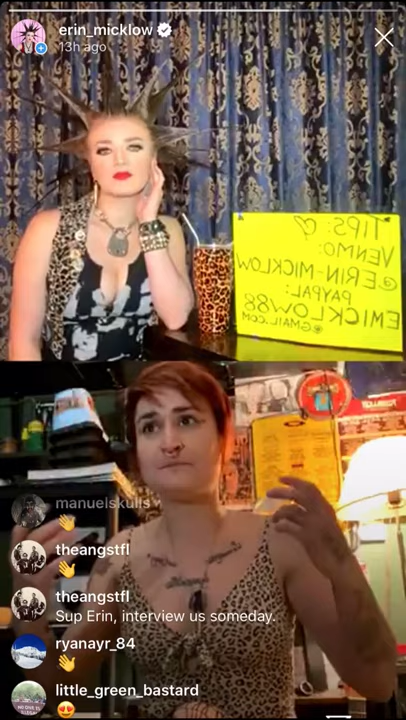 erin_micklow
13h ago
TIPS: ♡
VENMO:
@ERIN-MICKLOW
PAYPAL:
EMICKLOW88
@GMAIL.COM
manuelskulls
👋
theangstfl
👋
theangstfl
Sup Erin, interview us someday.
ryanayr_84
👋
little_green_bastard
😍